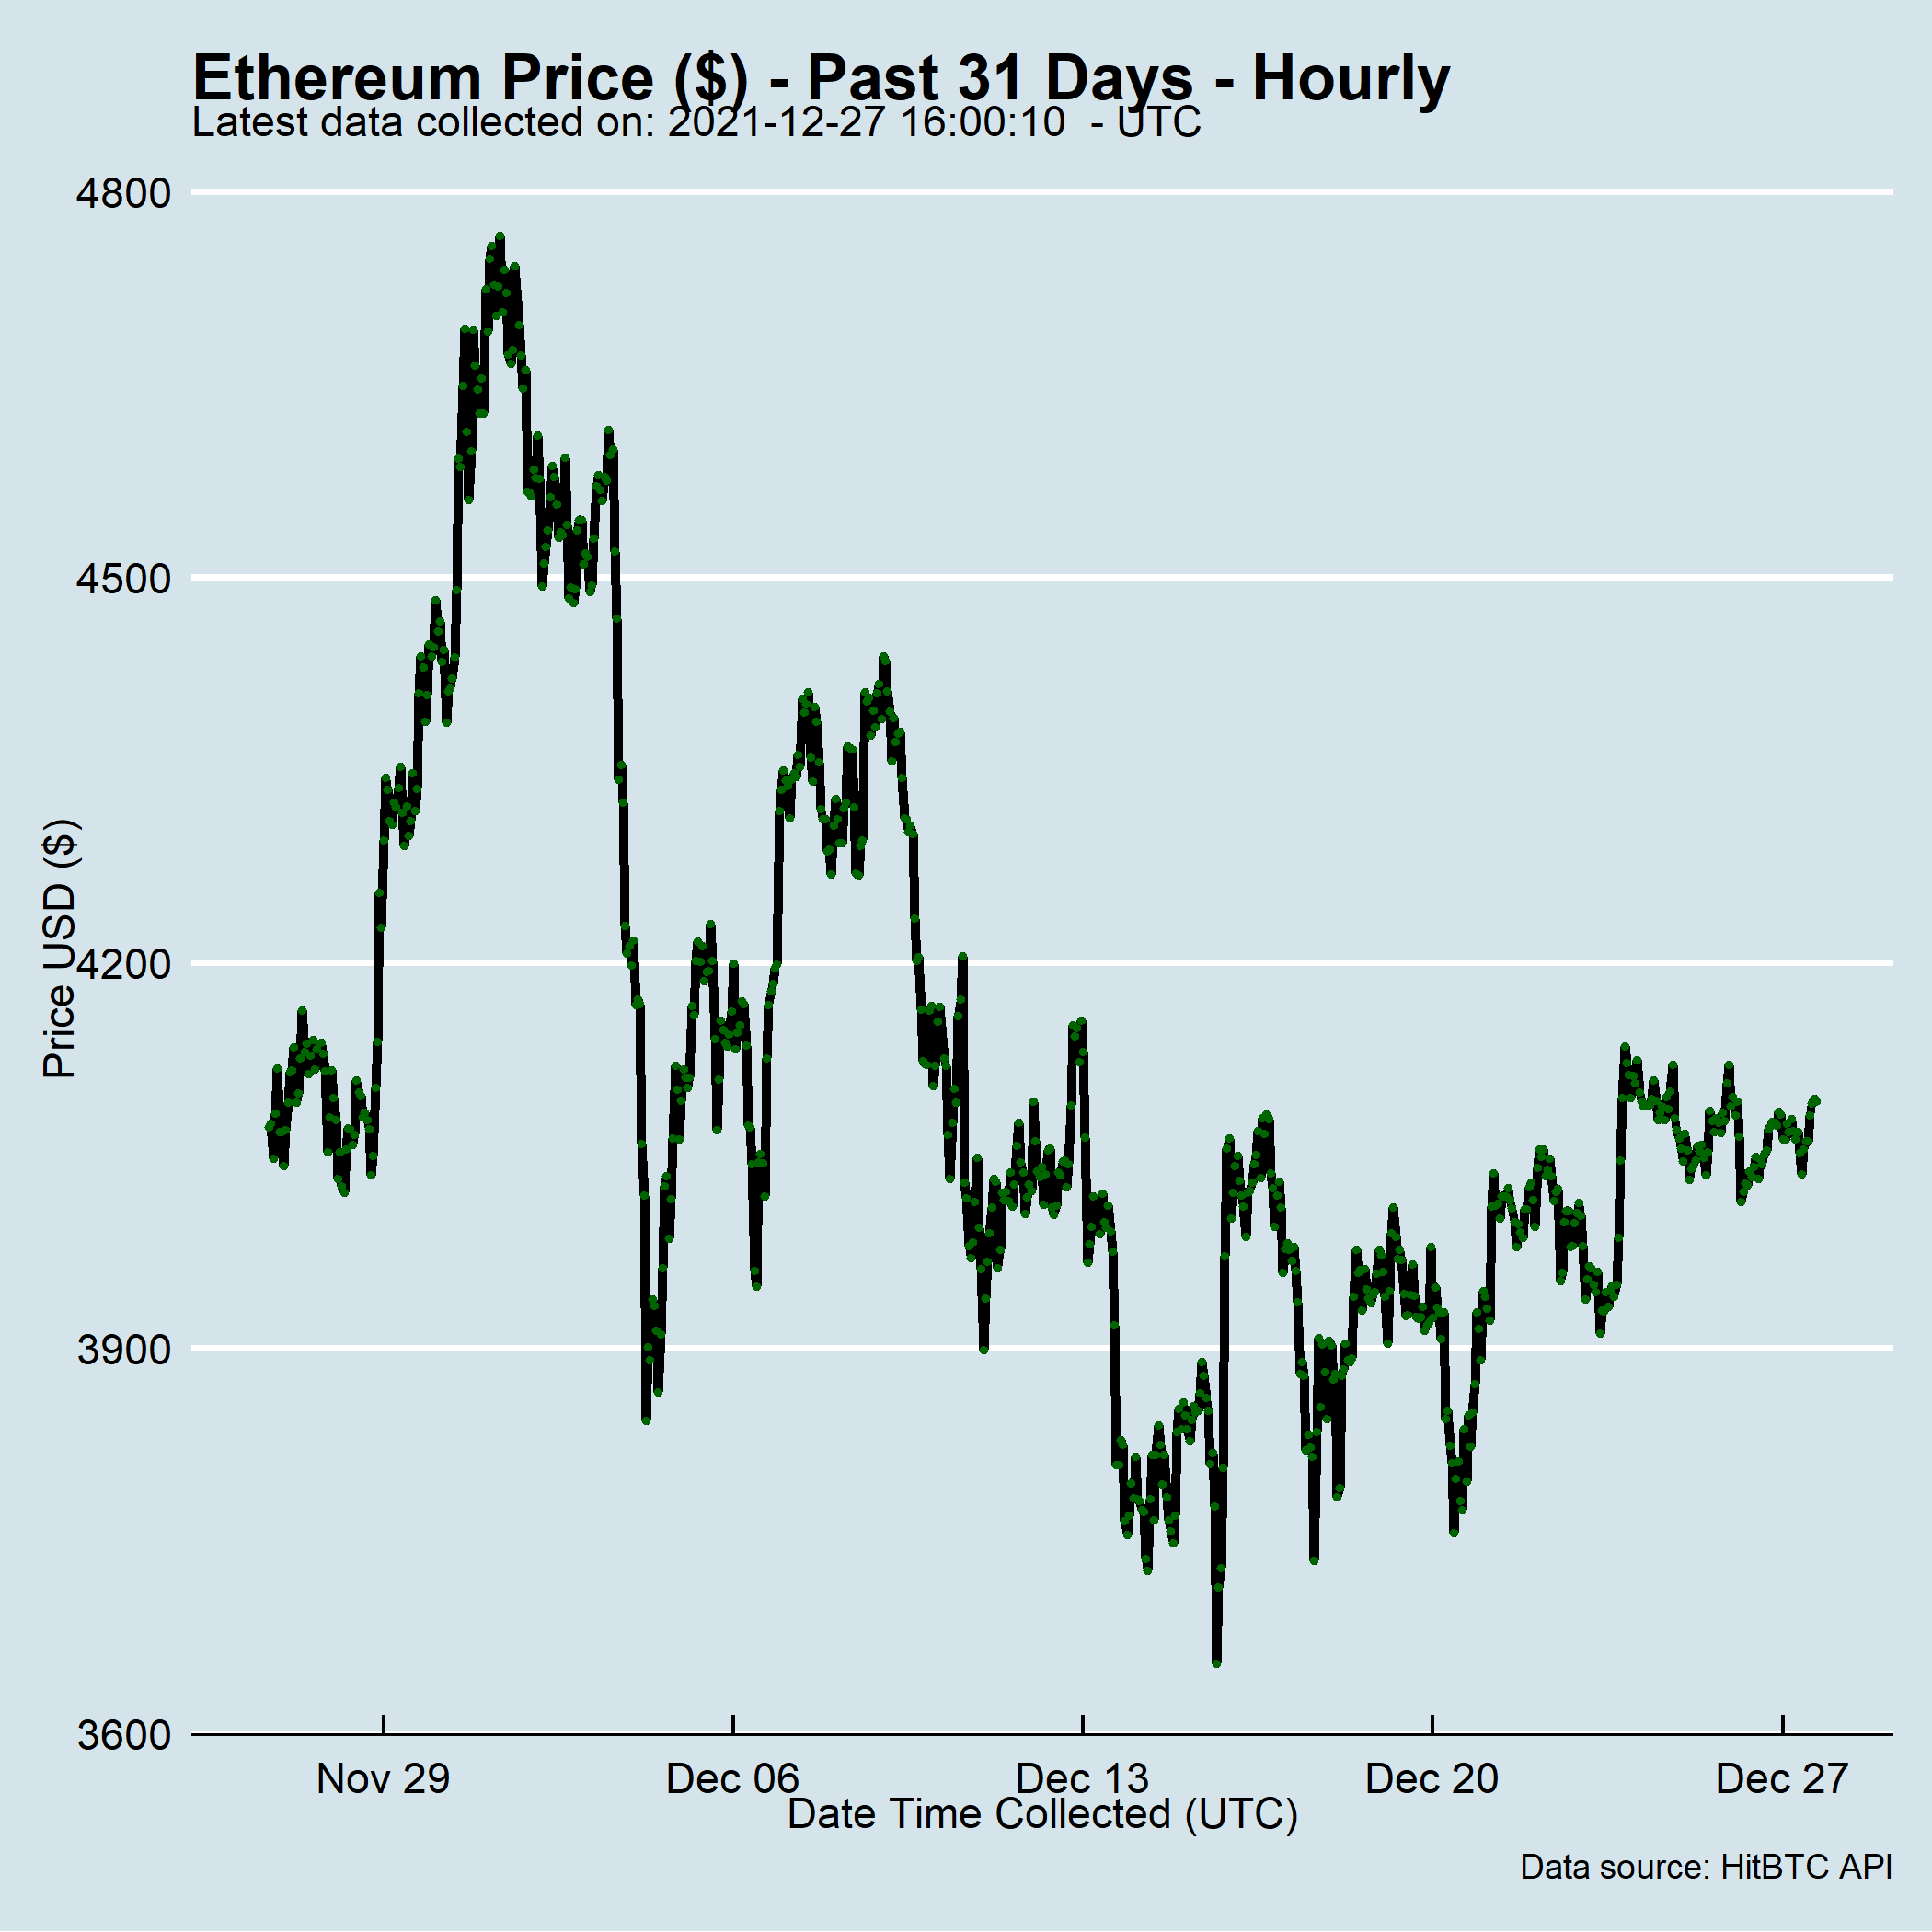 Ethereum Price ($) - Past 31 Days - Hourly
Latest data collected on: 2021-12-27 16:00:10  - UTC
Price USD ($)
4800
4500
4200
3900
3600
Nov 29 Dec 06 Dec 13 Dec 20 Dec 27
Date Time Collected (UTC)
Data source: HitBTC API